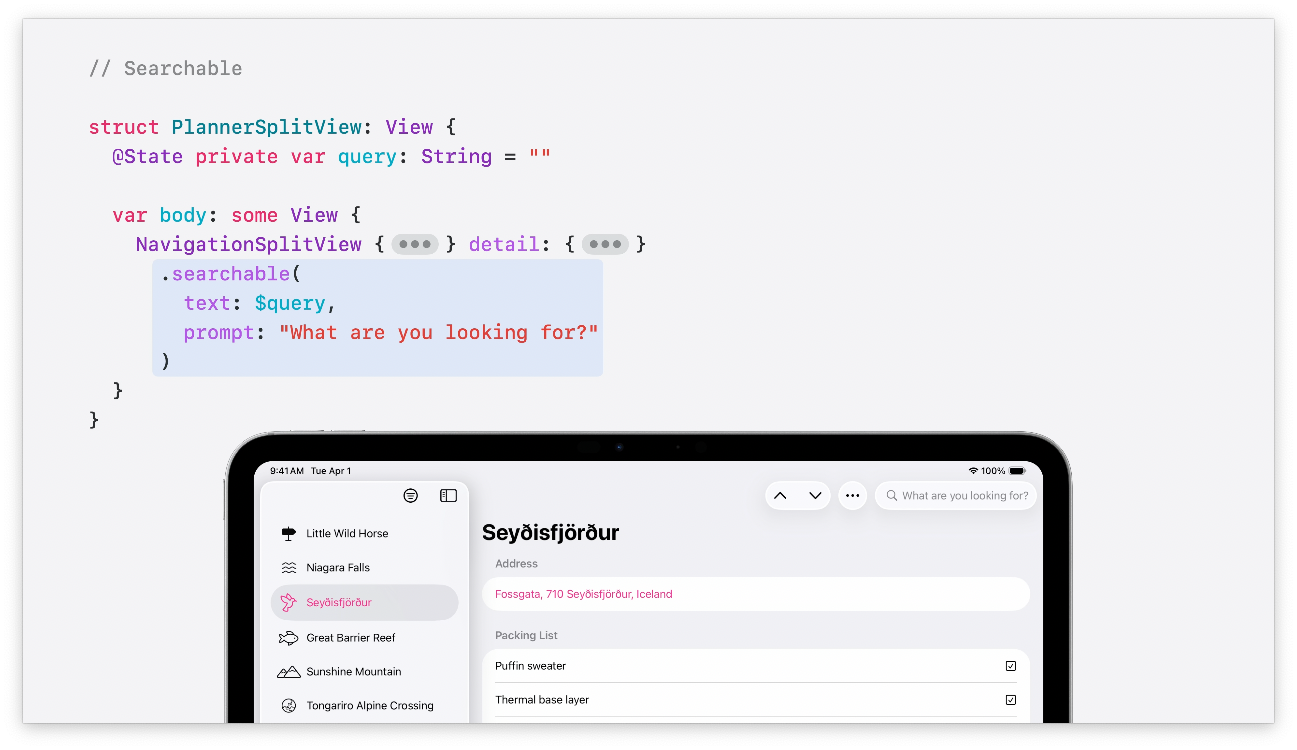 // Searchable
struct PlannerSplitView: View {
@State private var query: String = ""
var body: some View {
NavigationSplitView { ••• } detail: { ••• }
.searchable(
text: $query,
prompt: "What are you looking for?"
)
}
}
9:41 AM Tue Apr 1
100%
What are you looking for?
Little Wild Horse
Niagara Falls
Seyðisfjörður
Great Barrier Reef
Sunshine Mountain
Tongariro Alpine Crossing
Seyðisfjörður
Address
Fossgata, 710 Seyðisfjörður, Iceland
Packing List
Puffin sweater
Thermal base layer